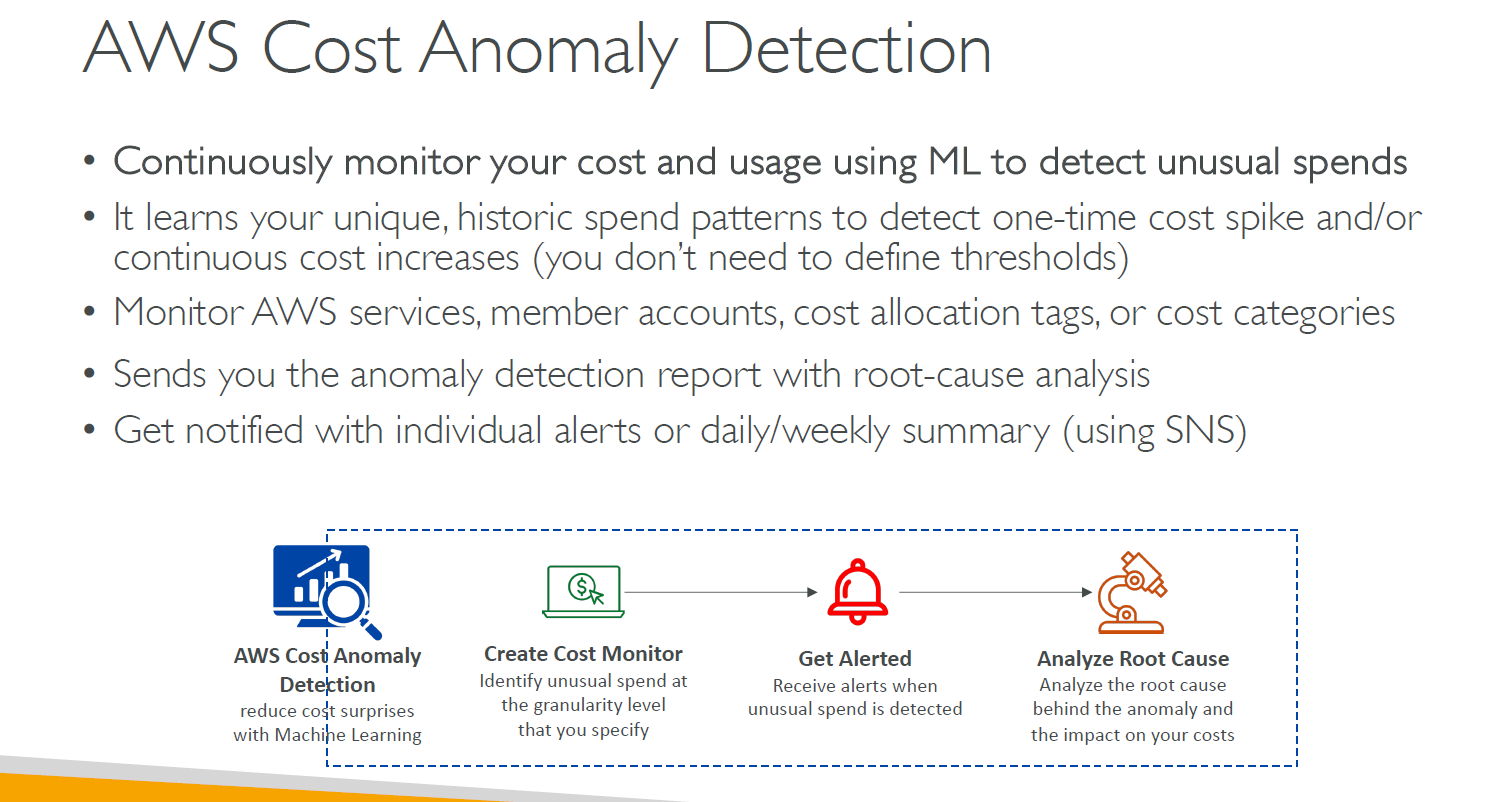 AWS Cost Anomaly Detection
• Continuously monitor your cost and usage using ML to detect unusual spends
• It learns your unique, historic spend patterns to detect one-time cost spike and/or
continuous cost increases (you don't need to define thresholds)
• Monitor AWS services, member accounts, cost allocation tags, or cost categories
• Sends you the anomaly detection report with root-cause analysis
• Get notified with individual alerts or daily/weekly summary (using SNS)
AWS Cost Anomaly
Detection
reduce cost surprises
with Machine Learning
$
Create Cost Monitor
Identify unusual spend at
the granularity level
that you specify
Get Alerted
Receive alerts when
unusual spend is detected
Analyze Root Cause
Analyze the root cause
behind the anomaly and
the impact on your costs